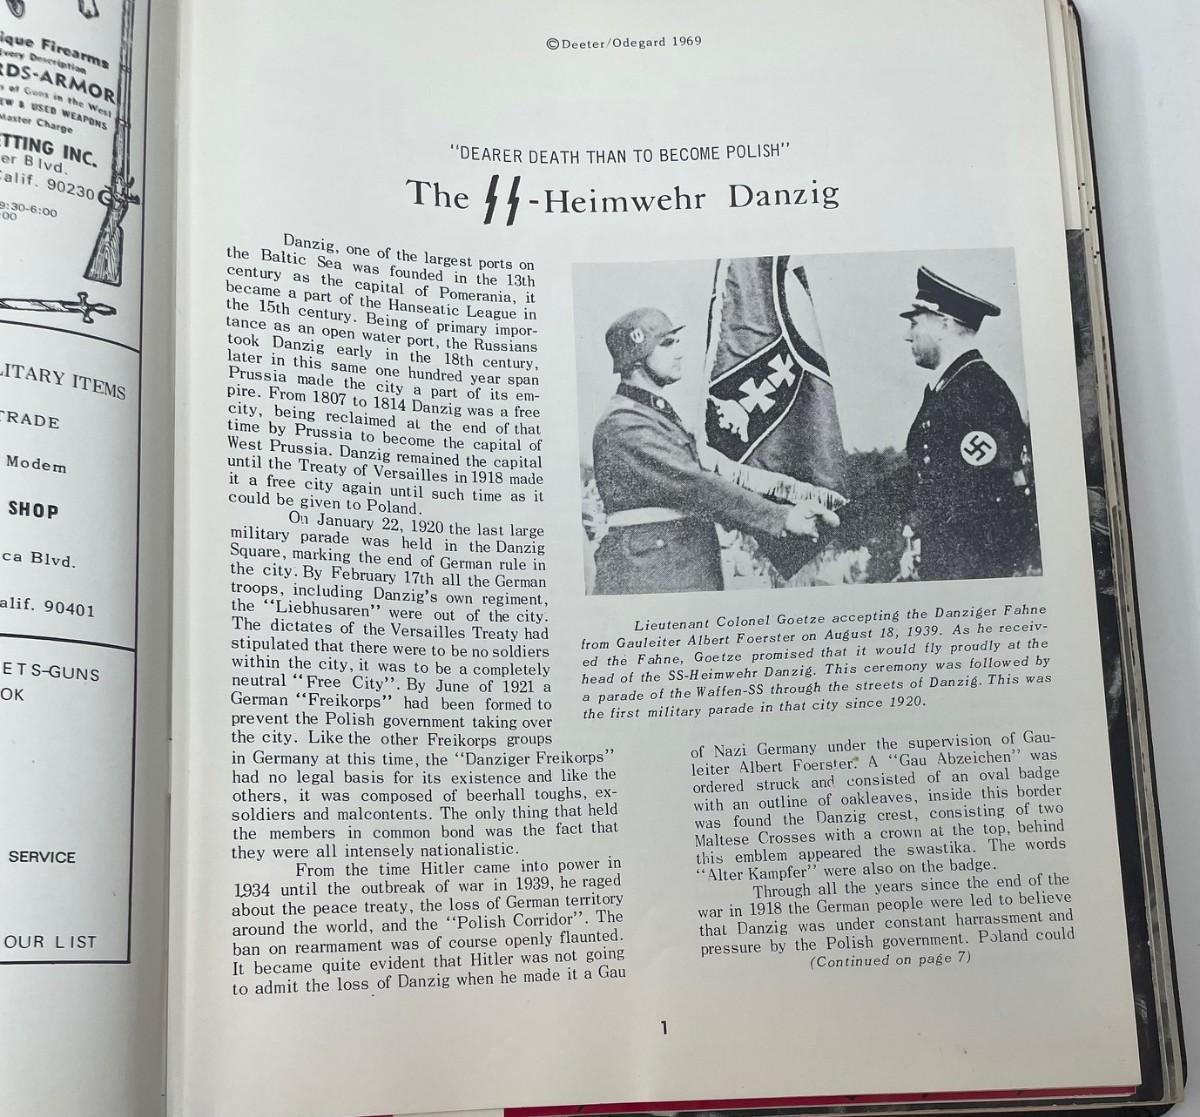 ique Firearms
Every Description
RDS-ARMOR
of Guns in the West
EW & USED WEAPONS
Master Charge
TTING INC.
er Blvd.
Calif. 90230
9:30-6:00
:00
LITARY ITEMS
TRADE
Modem
SHOP
ca Blvd.
alif. 90401
ETS-GUNS
OK
SERVICE
OUR LIST
©Deeter/Odegard 1969
"DEARER DEATH THAN TO BECOME POLISH"
The SS-Heimwehr Danzig
Danzig, one of the largest ports on
the Baltic Sea was founded in the 13th
century as the capital of Pomerania, it
became a part of the Hanseatic League in
the 15th century. Being of primary impor-
tance as an open water port, the Russians
took Danzig early in the 18th century,
later in this same one hundred year span
Prussia made the city a part of its em-
pire. From 1807 to 1814 Danzig was a free
city, being reclaimed at the end of that
time by Prussia to become the capital of
West Prussia. Danzig remained the capital
until the Treaty of Versailles in 1918 made
it a free city again until such time as it
could be given to Poland.
On January 22, 1920 the last large
military parade was held in the Danzig
Square, marking the end of German rule in
the city. By February 17th all the German
troops, including Danzig's own regiment,
the "Liebhusaren" were out of the city.
The dictates of the Versailles Treaty had
stipulated that there were to be no soldiers
within the city, it was to be a completely
neutral "Free City". By June of 1921 a
German "Freikorps" had been formed to
prevent the Polish government taking over
the city. Like the other Freikorps groups
in Germany at this time, the "Danziger Freikorps"
had no legal basis for its existence and like the
others, it was composed of beerhall toughs, ex-
soldiers and malcontents. The only thing that held
the members in common bond was the fact that
they were all intensely nationalistic.
From the time Hitler came into power in
1934 until the outbreak of war in 1939, he raged
about the peace treaty, the loss of German territory
around the world, and the "Polish Corridor". The
ban on rearmament was of course openly flaunted.
It became quite evident that Hitler was not going
to admit the loss of Danzig when he made it a Gau
Lieutenant Colonel Goetze accepting the Danziger Fahne
from Gauleiter Albert Foerster on August 18, 1939. As he receiv-
ed the Fahne, Goetze promised that it would fly proudly at the
head of the SS-Heimwehr Danzig. This ceremony was followed by
a parade of the Waffen-SS through the streets of Danzig. This was
the first military parade in that city since 1920.
of Nazi Germany under the supervision of Gau-
leiter Albert Foerster. A "Gau Abzeichen" was
ordered struck and consisted of an oval badge
with an outline of oakleaves, inside this border
was found the Danzig crest, consisting of two
Maltese Crosses with a crown at the top, behind
this emblem appeared the swastika. The words
"Alter Kampfer" were also on the badge.
Through all the years since the end of the
war in 1918 the German people were led to believe
that Danzig was under constant harrassment and
pressure by the Polish government. Poland could
(Continued on page 7)
1